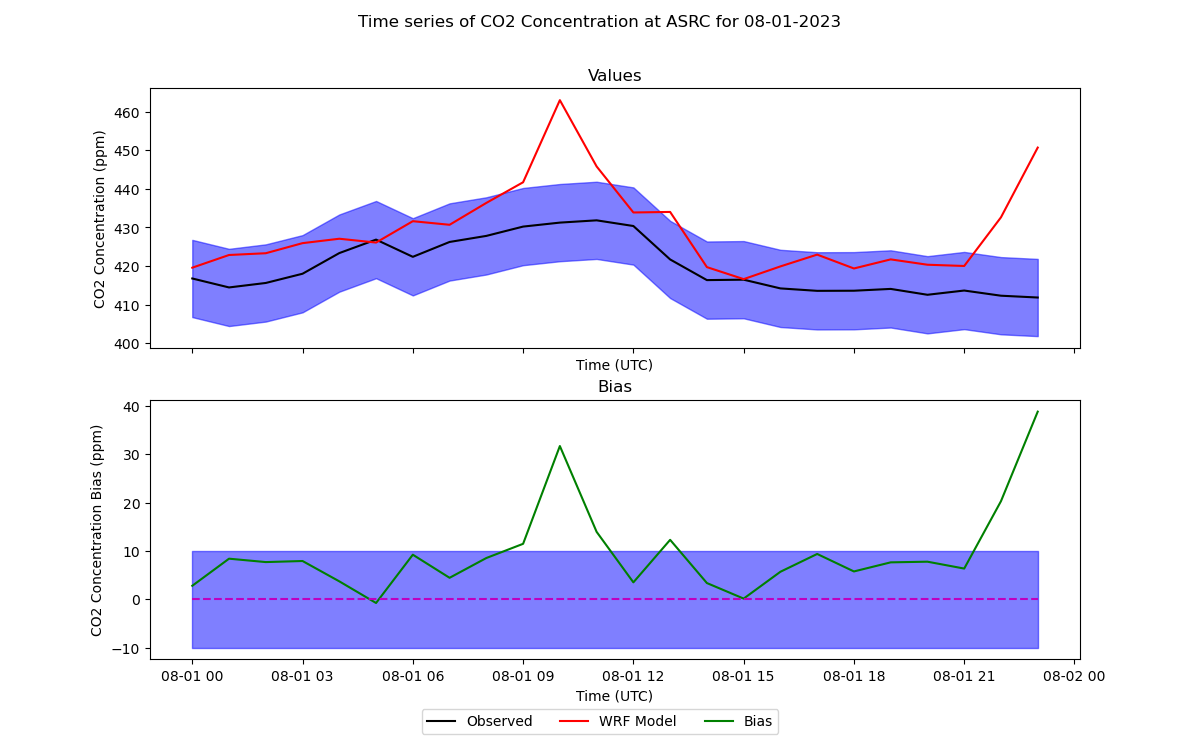 Time series of CO2 Concentration at ASRC for 08-01-2023
Values
CO2 Concentration (ppm)
460
450
440
430
420
410
400
Time (UTC)
Bias
CO2 Concentration Bias (ppm)
40
30
20
10
0
−10
08-01 00 08-01 03 08-01 06 08-01 09 08-01 12 08-01 15 08-01 18 08-01 21 08-02 00
Time (UTC)
Observed WRF Model Bias